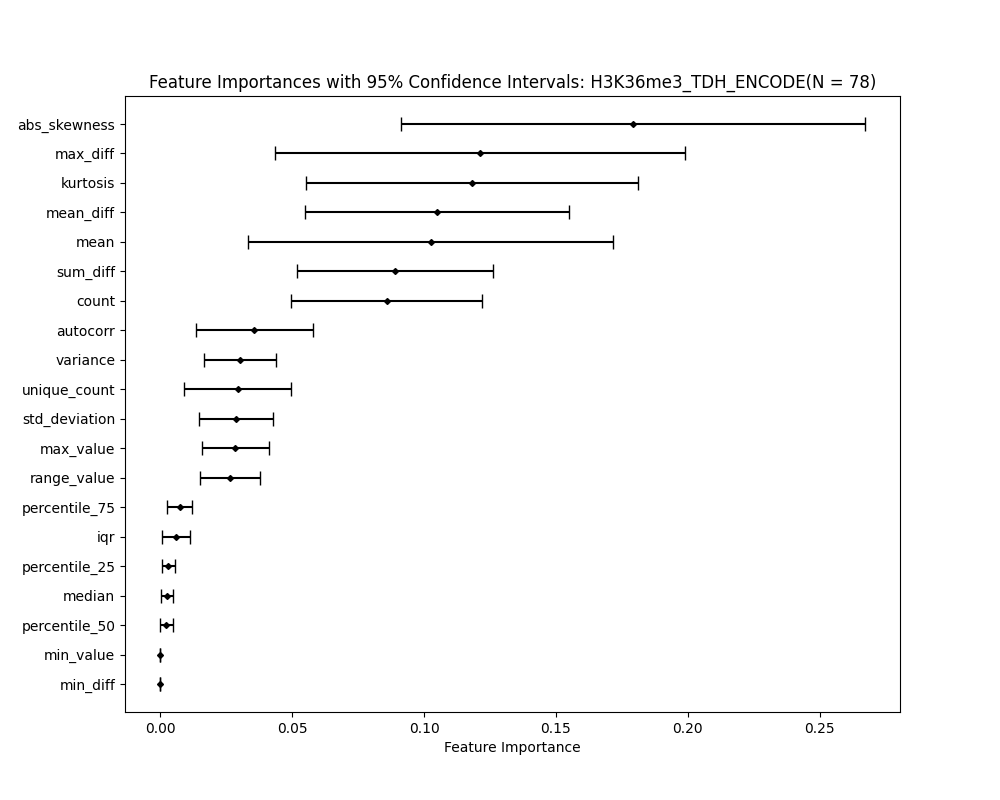 Feature Importances with 95% Confidence Intervals: H3K36me3_TDH_ENCODE(N = 78)
abs_skewness
max_diff
kurtosis
mean_diff
mean
sum_diff
count
autocorr
variance
unique_count
std_deviation
max_value
range_value
percentile_75
iqr
percentile_25
median
percentile_50
min_value
min_diff
0.00 0.05 0.10 0.15 0.20 0.25
Feature Importance